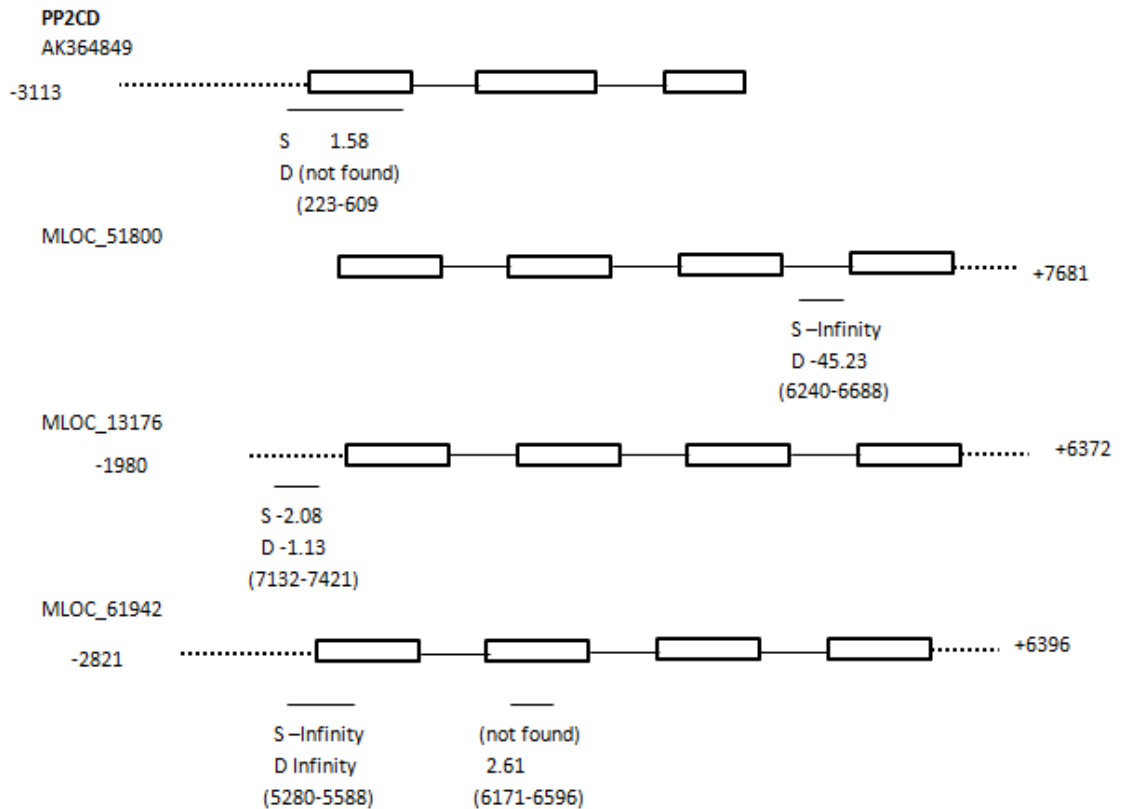 PP2CD
AK364849
-3113
S 1.58
D (not found)
(223-609
MLOC_51800
+7681
S –Infinity
D -45.23
(6240-6688)
MLOC_13176
-1980
+6372
S -2.08
D -1.13
(7132-7421)
MLOC_61942
-2821
+6396
S –Infinity
D Infinity
(5280-5588)
(not found)
2.61
(6171-6596)